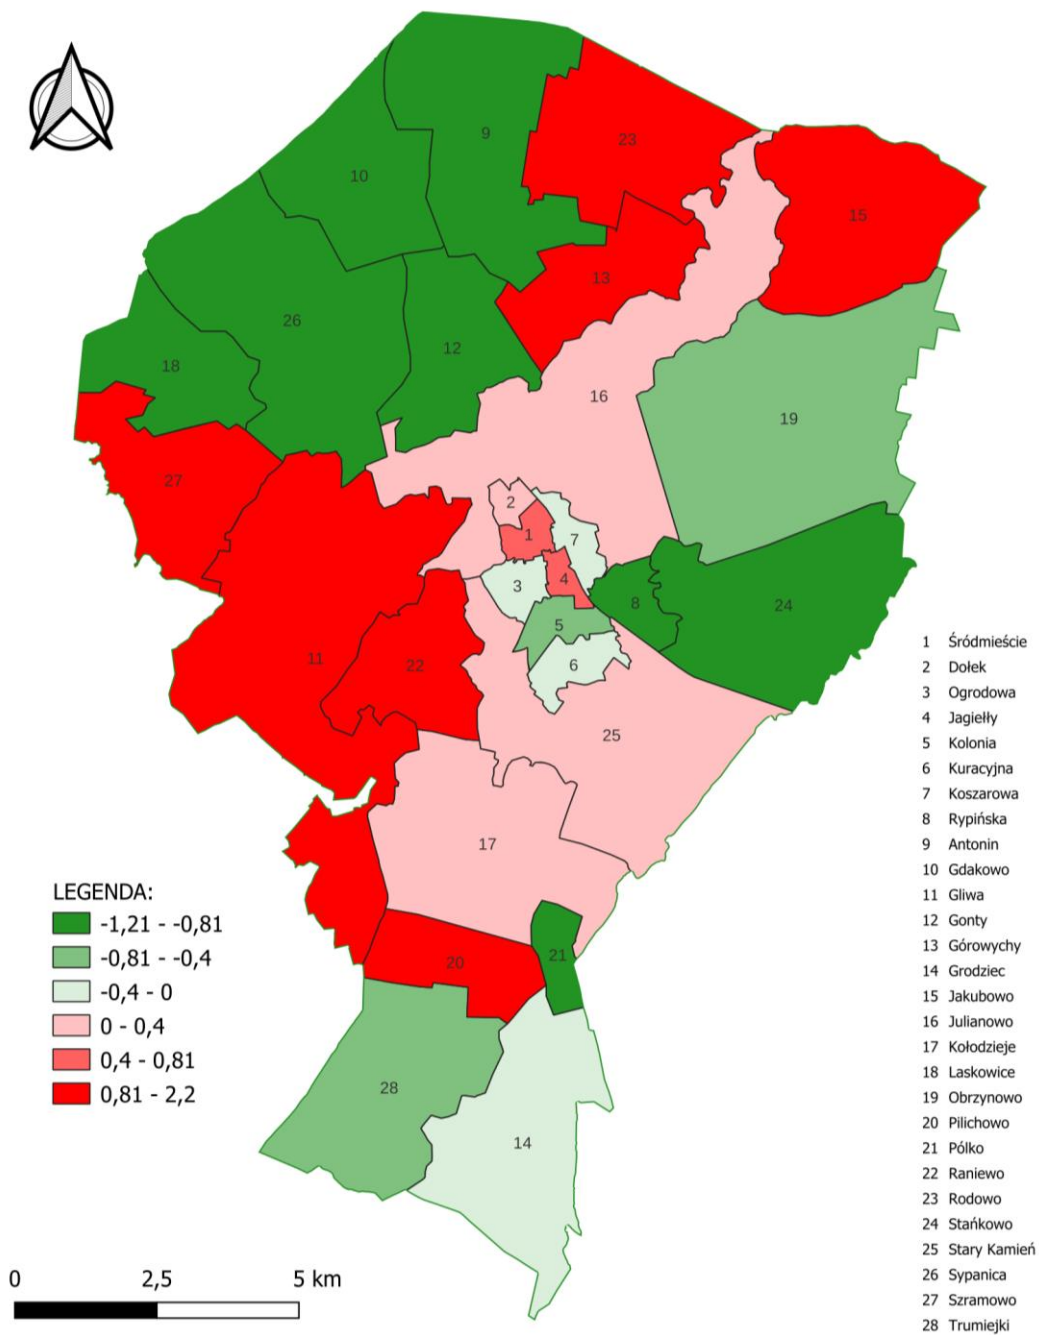 9
23
10
15
13
26
12
18
16
19
27
2
1
7
3
4
8
24
5
11
22
6
25
17
21
20
28
14
LEGENDA:
-1,21 - -0,81
-0,81 - -0,4
-0,4 - 0
0 - 0,4
0,4 - 0,81
0,81 - 2,2
0 2,5 5 km
1 Śródmieście
2 Dołek
3 Ogrodowa
4 Jagiełły
5 Kolonia
6 Kuracyjna
7 Koszarowa
8 Rypińska
9 Antonin
10 Gdakowo
11 Gliwa
12 Gonty
13 Górowychy
14 Grodziec
15 Jakubowo
16 Julianowo
17 Kołodzieje
18 Laskowice
19 Obrzynowo
20 Pilichowo
21 Pólko
22 Raniewo
23 Rodowo
24 Stańkowo
25 Stary Kamień
26 Sypanica
27 Szramowo
28 Trumiejki